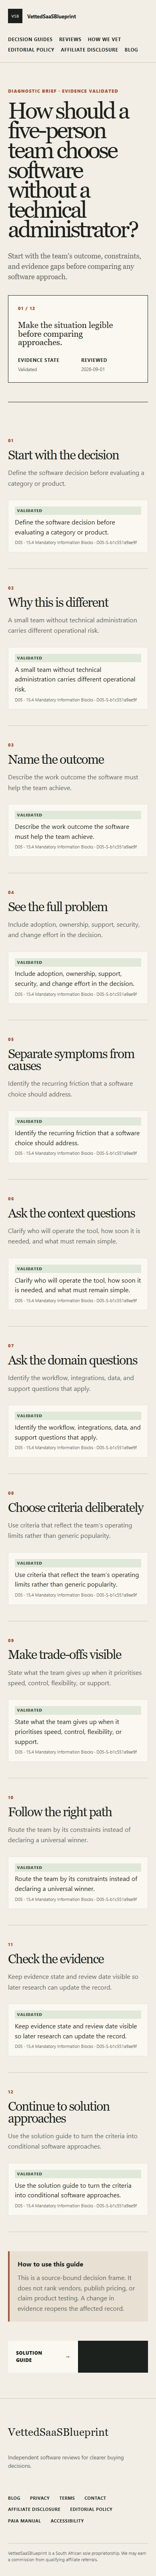 VSB
VettedSaaSBlueprint
DECISION GUIDES REVIEWS HOW WE VET
EDITORIAL POLICY AFFILIATE DISCLOSURE BLOG
DIAGNOSTIC BRIEF · EVIDENCE VALIDATED
How should a
five-person
team choose
software
without a
technical
administrator?
Start with the team's outcome, constraints,
and evidence gaps before comparing any
software approach.
01 / 12
Make the situation legible
before comparing
approaches.
EVIDENCE STATE REVIEWED
Validated 2026-09-01
01
Start with the decision
Define the software decision before evaluating a
category or product.
VALIDATED
Define the software decision before
evaluating a category or product.
02
Why this is different
A small team without technical administration
carries different operational risk.
VALIDATED
A small team without technical
administration carries different operational
risk.
03
Name the outcome
Describe the work outcome the software must
help the team achieve.
VALIDATED
Describe the work outcome the software
must help the team achieve.
04
See the full problem
Include adoption, ownership, support, security,
and change effort in the decision.
VALIDATED
Include adoption, ownership, support,
security, and change effort in the decision.
05
Separate symptoms from
causes
Identify the recurring friction that a software
choice should address.
VALIDATED
Identify the recurring friction that a software
choice should address.
06
Ask the context questions
Clarify who will operate the tool, how soon it is
needed, and what must remain simple.
VALIDATED
Clarify who will operate the tool, how soon it
is needed, and what must remain simple.
07
Ask the domain questions
Identify the workflow, integrations, data, and
support questions that apply.
VALIDATED
Identify the workflow, integrations, data, and
support questions that apply.
08
Choose criteria deliberately
Use criteria that reflect the team's operating
limits rather than generic popularity.
VALIDATED
Use criteria that reflect the team's operating
limits rather than generic popularity.
09
Make trade-offs visible
State what the team gives up when it prioritises
speed, control, flexibility, or support.
VALIDATED
State what the team gives up when it
prioritises speed, control, flexibility, or
support.
10
Follow the right path
Route the team by its constraints instead of
declaring a universal winner.
VALIDATED
Route the team by its constraints instead of
declaring a universal winner.
11
Check the evidence
Keep evidence state and review date visible so
later research can update the record.
VALIDATED
Keep evidence state and review date visible
so later research can update the record.
12
Continue to solution
approaches
Use the solution guide to turn the criteria into
conditional software approaches.
VALIDATED
Use the solution guide to turn the criteria
into conditional software approaches.
How to use this guide
This is a source-bound decision frame. It
does not rank vendors, publish pricing, or
claim product testing. A change in
evidence reopens the affected record.
SOLUTION
GUIDE →
VettedSaaSBlueprint
Independent software reviews for clearer buying
decisions.
BLOG PRIVACY TERMS CONTACT
AFFILIATE DISCLOSURE EDITORIAL POLICY
PAIA MANUAL ACCESSIBILITY
VettedSaaSBlueprint is a South African sole proprietorship. We may earn
a commission from qualifying affiliate referrals.